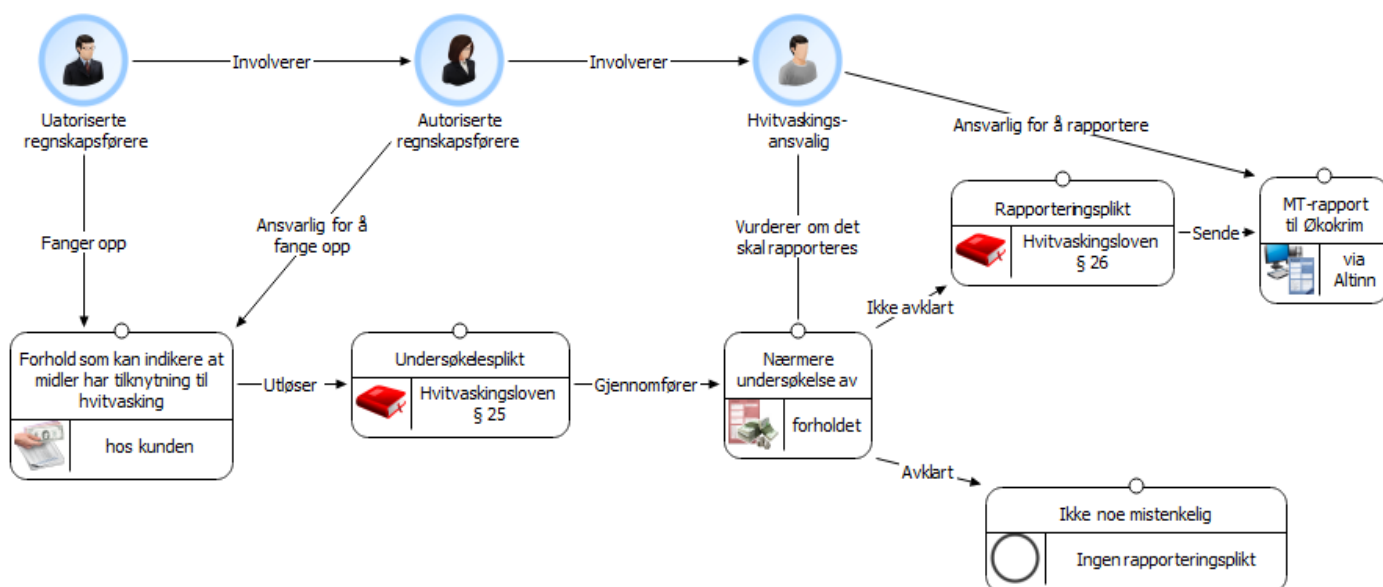 Involverer
Involverer
Uatoriserte
regnskapsførere
Autoriserte
regnskapsførere
Hvitvaskings-
ansvalig
Ansvarlig for å rapportere
Fanger opp
Ansvarlig for å
fange opp
Vurderer om det
skal rapporteres
Rapporteringsplikt
Hvitvaskingsloven
§ 26
Sende
MT-rapport
til Økokrim
via
Altinn
Ikke avklart
Forhold som kan indikere at
midler har tilknytning til
hvitvasking
hos kunden
Utløser
Undersøkelesplikt
Hvitvaskingsloven
§ 25
Gjennomfører
Nærmere
undersøkelse av
forholdet
Avklart
Ikke noe mistenkelig
Ingen rapporteringsplikt